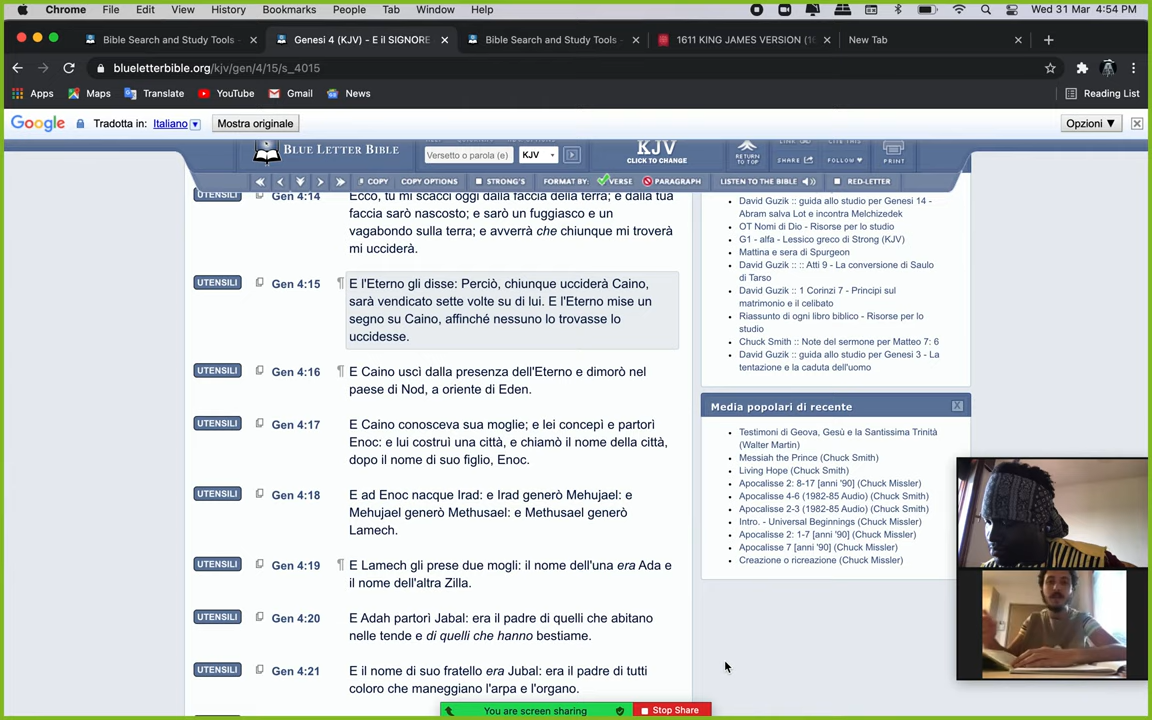 Chrome File Edit View History Bookmarks People Tab Window Help Wed 31 Mar 4:54 PM
Bible Search and Study Tools - Genesi 4 (KJV) - E il SIGNORE Bible Search and Study Tools - 1611 KING JAMES VERSION (1 New Tab
blueletterbible.org/kjv/gen/4/15/s_4015
Apps Maps Translate YouTube Gmail News Reading List
Google Tradotta in: Italiano Mostra originale Opzioni ▼
BLUE LETTER BIBLE Versetto o parola (e) KJV KJV CLICK TO CHANGE RETURN TO TOP SHARE FOLLOW PRINT
COPY COPY OPTIONS STRONG'S FORMAT BY: VERSE PARAGRAPH LISTEN TO THE BIBLE RED-LETTER
UTENSILI Gen 4:14 Ecco, tu mi scacci oggi dalla faccia della terra; e dalla tua
faccia sarò nascosto; e sarò un fuggiasco e un
vagabondo sulla terra; e avverrà che chiunque mi troverà
mi ucciderà.
UTENSILI Gen 4:15 ¶ E l'Eterno gli disse: Perciò, chiunque ucciderà Caino,
sarà vendicato sette volte su di lui. E l'Eterno mise un
segno su Caino, affinché nessuno lo trovasse lo
uccidesse.
UTENSILI Gen 4:16 ¶ E Caino uscì dalla presenza dell'Eterno e dimorò nel
paese di Nod, a oriente di Eden.
UTENSILI Gen 4:17 E Caino conosceva sua moglie; e lei concepì e partorì
Enoc: e lui costruì una città, e chiamò il nome della città,
dopo il nome di suo figlio, Enoc.
UTENSILI Gen 4:18 E ad Enoc nacque Irad: e Irad generò Mehujael: e
Mehujael generò Methusael: e Methusael generò
Lamech.
UTENSILI Gen 4:19 ¶ E Lamech gli prese due mogli: il nome dell'una era Ada e
il nome dell'altra Zilla.
UTENSILI Gen 4:20 E Adah partorì Jabal: era il padre di quelli che abitano
nelle tende e di quelli che hanno bestiame.
UTENSILI Gen 4:21 E il nome di suo fratello era Jubal: era il padre di tutti
coloro che maneggiano l'arpa e l'organo.
David Guzik :: guida allo studio per Genesi 14 -
Abram salva Lot e incontra Melchizedek
OT Nomi di Dio - Risorse per lo studio
G1 - alfa - Lessico greco di Strong (KJV)
Mattina e sera di Spurgeon
David Guzik :: :: Atti 9 - La conversione di Saulo
di Tarso
David Guzik :: 1 Corinzi 7 - Principi sul
matrimonio e il celibato
Riassunto di ogni libro biblico - Risorse per lo
studio
Chuck Smith :: Note del sermone per Matteo 7: 6
David Guzik :: guida allo studio per Genesi 3 - La
tentazione e la caduta dell'uomo
Media popolari di recente
Testimoni di Geova, Gesù e la Santissima Trinità
(Walter Martin)
Messiah the Prince (Chuck Smith)
Living Hope (Chuck Smith)
Apocalisse 2: 8-17 [anni '90] (Chuck Missler)
Apocalisse 4-6 (1982-85 Audio) (Chuck Smith)
Apocalisse 2-3 (1982-85 Audio) (Chuck Smith)
Intro. - Universal Beginnings (Chuck Missler)
Apocalisse 2: 1-7 [anni '90] (Chuck Missler)
Apocalisse 7 [anni '90] (Chuck Missler)
Creazione o ricreazione (Chuck Missler)
You are screen sharing Stop Share